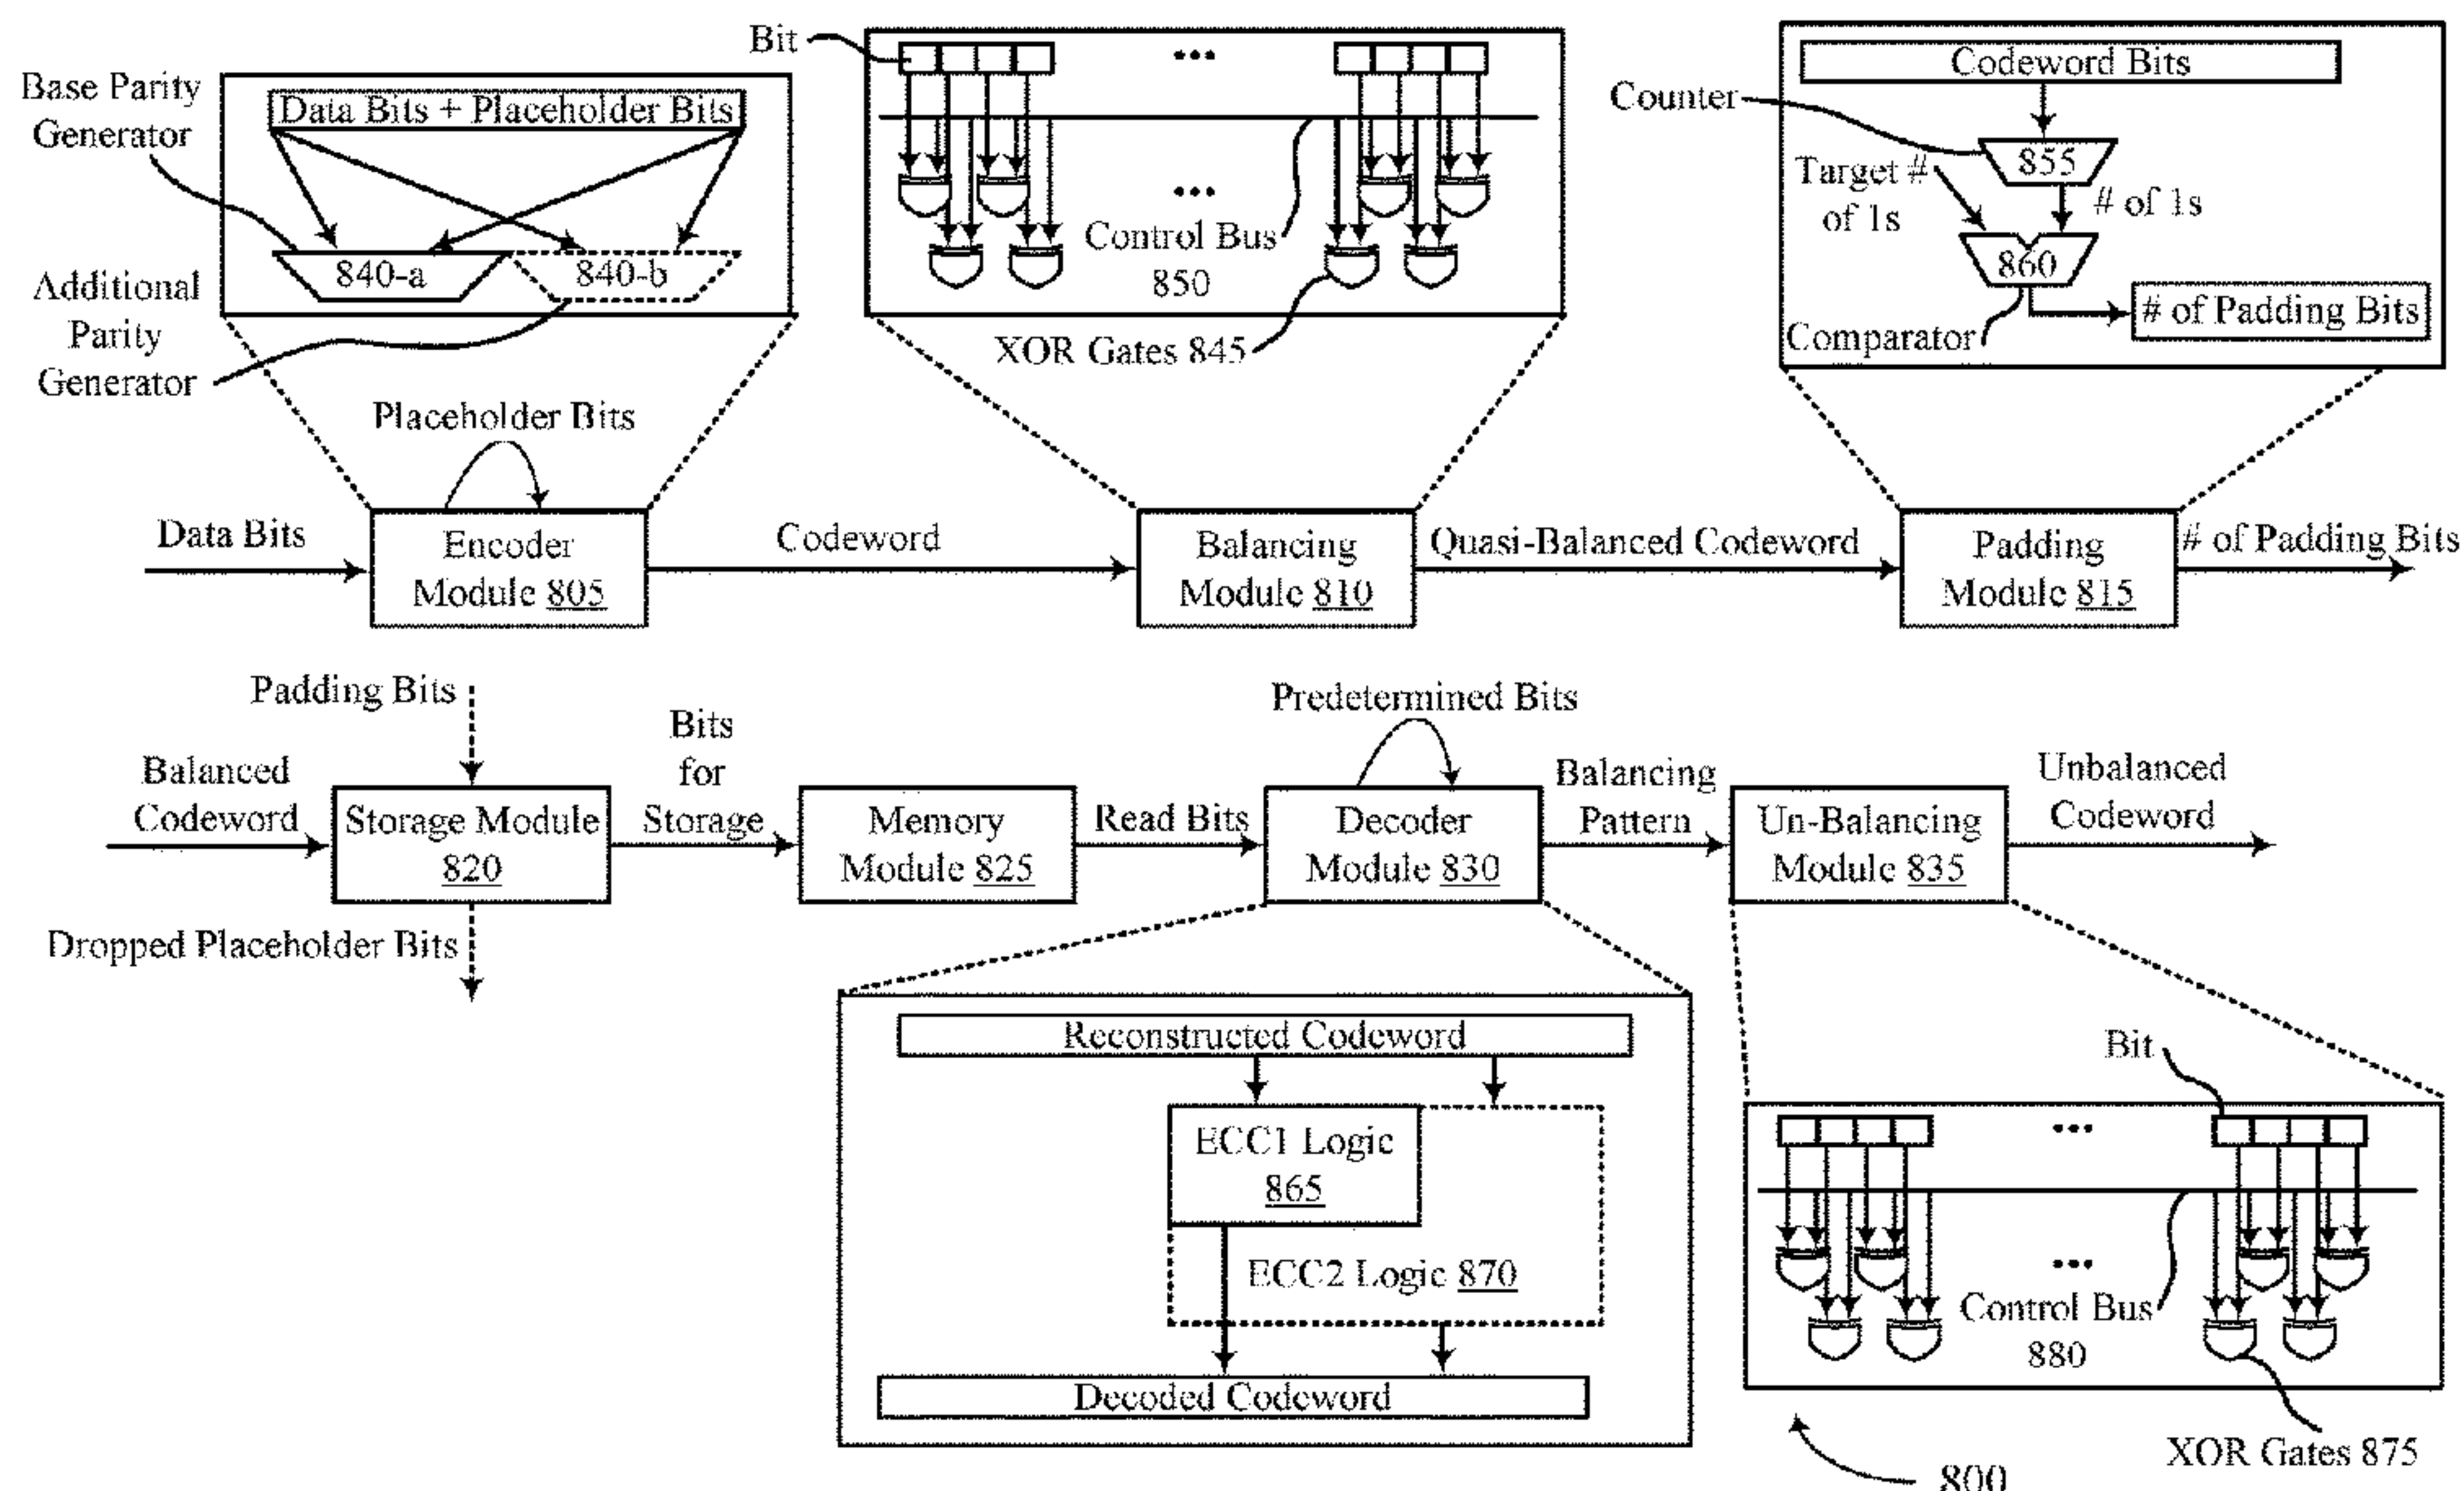 Bit
Base Parity
Generator
Data Bits + Placeholder Bits
840-a
840-b
Additional
Parity
Generator
...
...
Control Bus
850
XOR Gates 845
Codeword Bits
Counter
855
Target #
of 1s
# of 1s
860
# of Padding Bits
Comparator
Placeholder Bits
Data Bits
Encoder
Module 805
Codeword
Balancing
Module 810
Quasi-Balanced Codeword
Padding
Module 815
# of Padding Bits
Padding Bits
Balanced
Codeword
Storage Module
820
Dropped Placeholder Bits
Bits
for
Storage
Memory
Module 825
Read Bits
Predetermined Bits
Decoder
Module 830
Balancing
Pattern
Un-Balancing
Module 835
Unbalanced
Codeword
Reconstructed Codeword
ECC1 Logic
865
ECC2 Logic 870
Decoded Codeword
Bit
...
...
Control Bus
880
XOR Gates 875
800